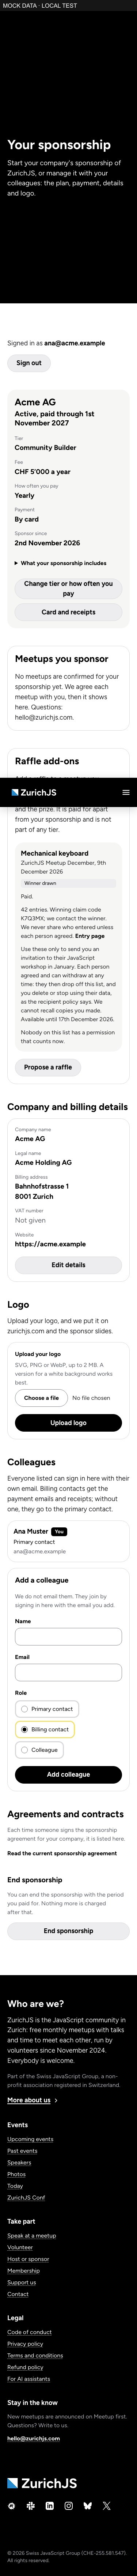 MOCK DATA · LOCAL TEST
Your sponsorship
Start your company's sponsorship of
ZurichJS, or manage it with your
colleagues: the plan, payment, details
and logo.
Signed in as ana@acme.example
Sign out
Acme AG
Active, paid through 1st
November 2027
Tier
Community Builder
Fee
CHF 5'000 a year
How often you pay
Yearly
Payment
By card
Sponsor since
2nd November 2026
What your sponsorship includes
Change tier or how often you
pay
Card and receipts
Meetups you sponsor
No meetups are confirmed for your
sponsorship yet. We agree each
meetup with you, then it shows
here. Questions:
hello@zurichjs.com.
Raffle add-ons
ZurichJS
and the prize. It is paid for apart
from your sponsorship and is not
part of any tier.
Mechanical keyboard
ZurichJS Meetup December, 9th
December 2026
Winner drawn
Paid.
42 entries. Winning claim code
K7Q3MX; we contact the winner.
We never share who entered unless
each person agreed. Entry page
Use these only to send you an
invitation to their JavaScript
workshop in January. Each person
agreed and can withdraw at any
time: they then drop off this list, and
you delete or stop using their data,
as the recipient policy says. We
cannot recall copies you made.
Available until 17th December 2026.
Nobody on this list has a permission
that counts now.
Propose a raffle
Company and billing details
Company name
Acme AG
Legal name
Acme Holding AG
Billing address
Bahnhofstrasse 1
8001 Zurich
VAT number
Not given
Website
https://acme.example
Edit details
Logo
Upload your logo, and we put it on
zurichjs.com and the sponsor slides.
Upload your logo
SVG, PNG or WebP, up to 2 MB. A
version for a white background works
best.
Choose a file No file chosen
Upload logo
Colleagues
Everyone listed can sign in here with their
own email. Billing contacts get the
payment emails and receipts; without
one, they go to the primary contact.
Ana Muster You
Primary contact
ana@acme.example
Add a colleague
We do not email them. They join by
signing in here with the email you add.
Name
Email
Role
Primary contact
Billing contact
Colleague
Add colleague
Agreements and contracts
Each time someone signs the sponsorship
agreement for your company, it is listed here.
Read the current sponsorship agreement
End sponsorship
You can end the sponsorship with the period
you paid for. Nothing more is charged
after that.
End sponsorship
Who are we?
ZurichJS is the JavaScript community in
Zurich: free monthly meetups with talks
and time to meet each other, run by
volunteers since November 2024.
Everybody is welcome.
Part of the Swiss JavaScript Group, a non-
profit association registered in Switzerland.
More about us
Events
Upcoming events
Past events
Speakers
Photos
Today
ZurichJS Conf
Take part
Speak at a meetup
Volunteer
Host or sponsor
Membership
Support us
Contact
Legal
Code of conduct
Privacy policy
Terms and conditions
Refund policy
For AI assistants
Stay in the know
New meetups are announced on Meetup first.
Questions? Write to us.
hello@zurichjs.com
ZurichJS
© 2026 Swiss JavaScript Group (CHE-255.581.547).
All rights reserved.